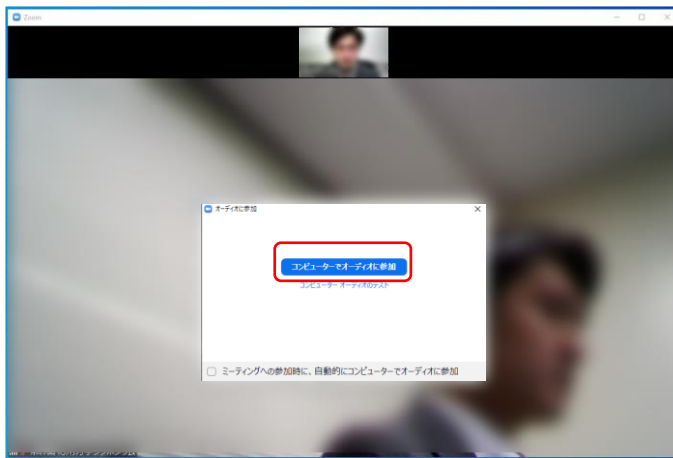 Zoom
オーディオに参加
コンピューターでオーディオに参加
コンピューター オーディオのテスト
ミーティングへの参加時に、自動的にコンピューターでオーディオに参加